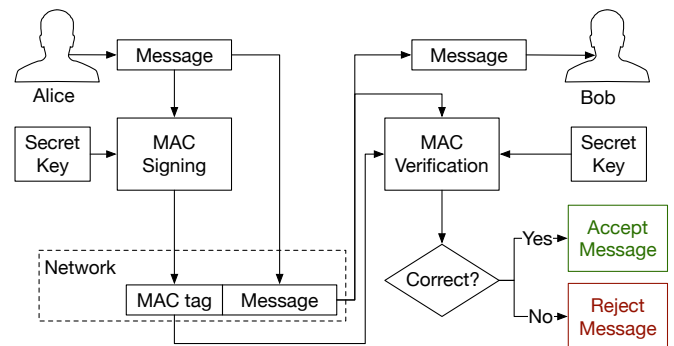 Message
Message
Alice
Bob
Secret
Key
MAC
Signing
MAC
Verification
Secret
Key
Yes
Accept
Message
Network
Correct?
MAC tag
Message
No
Reject
Message